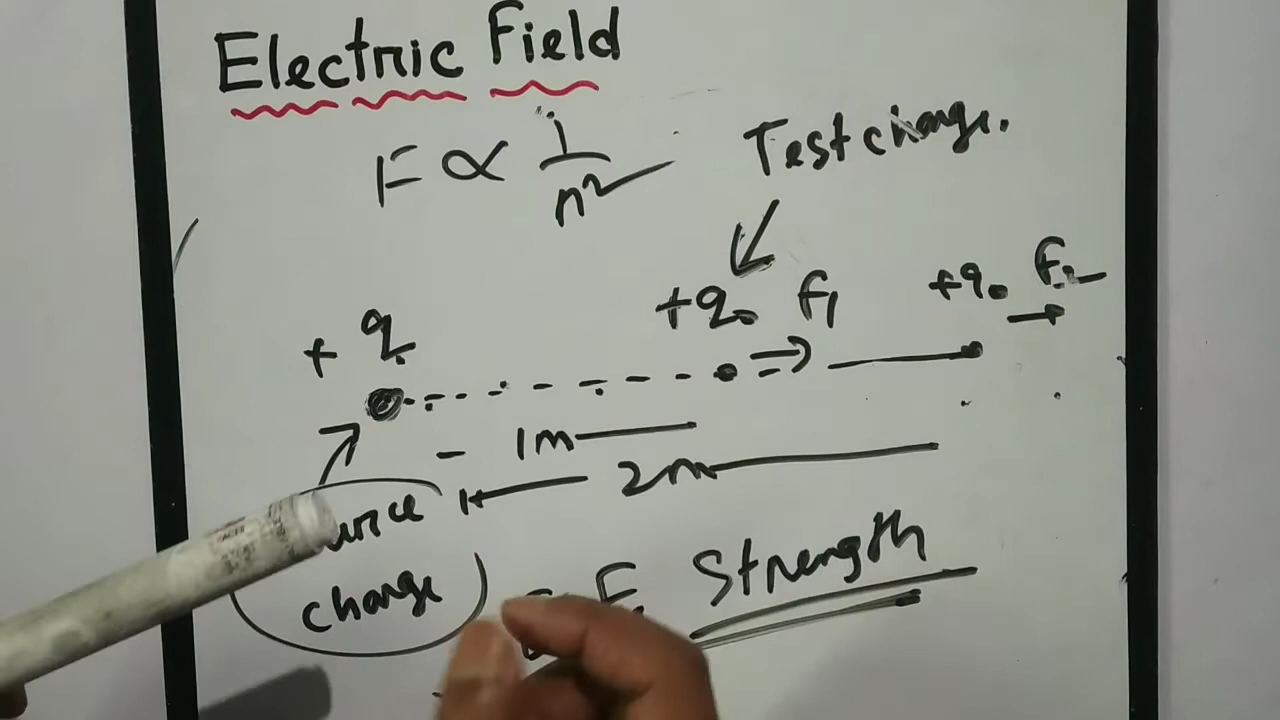 Electric Field
F ∝ 1/r²
Test charge.
+q
+q₀ F₁
+q₀ F₂
1m
2m
charge
Strength